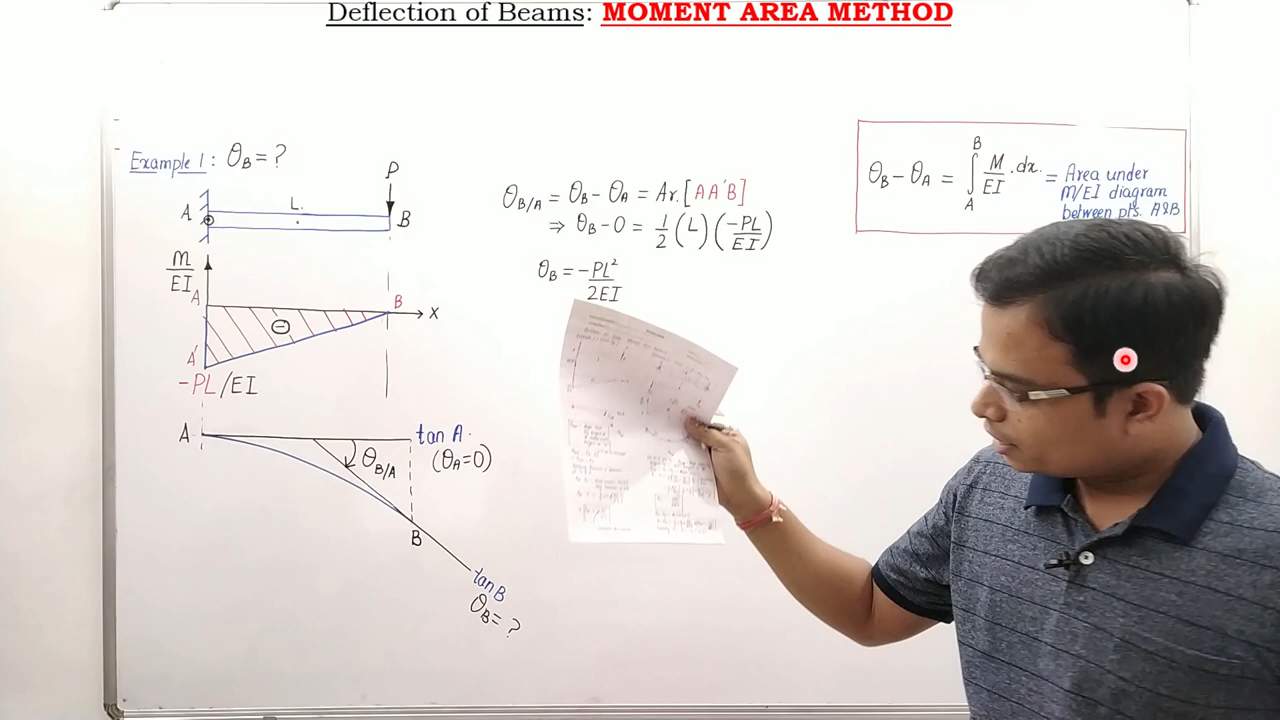 Deflection of Beams: MOMENT AREA METHOD
Example 1: θB = ?
P
A
L
B
M/EI
A
B
x
A'
⊖
-PL/EI
A
tan A.
(θA=0)
θB/A
B
tan B
θB = ?
θB/A = θB - θA = Ar. [AA'B]
⇒ θB - 0 = 1/2 (L) (-PL/EI)
θB = -PL²/2EI
θB - θA = ∫AB M/EI .dx. = Area under
M/EI diagram
between pts. A&B